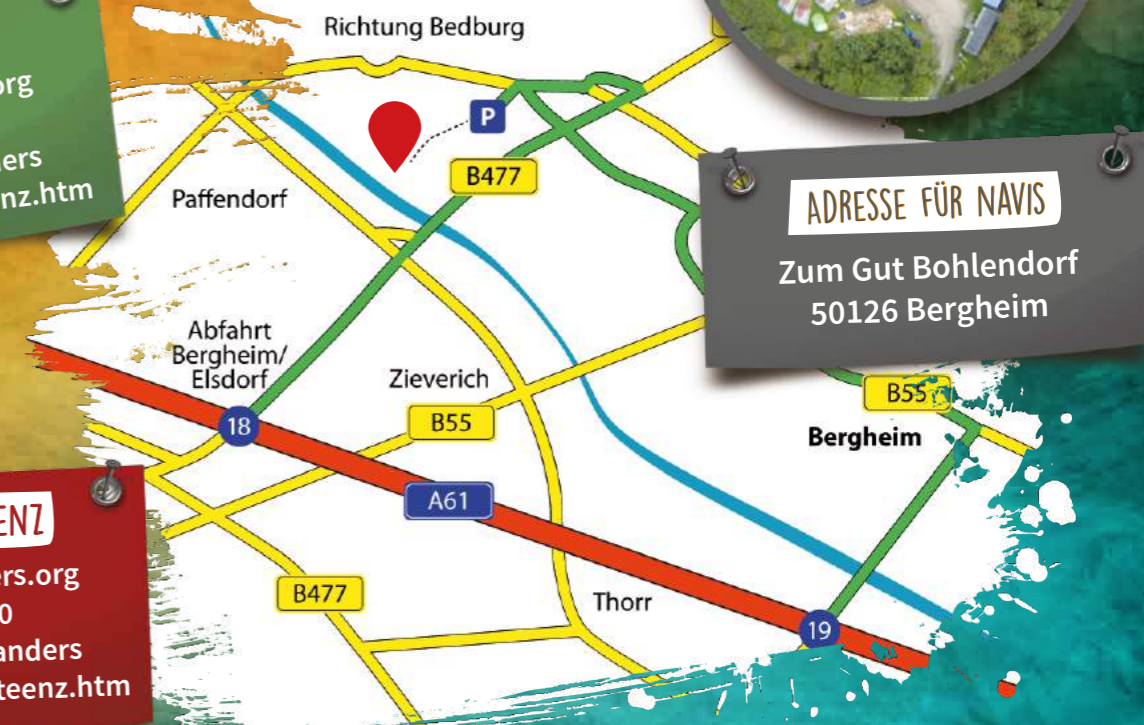 Richtung Bedburg
org
P
ers
nz.htm
B477
Paffendorf
ADRESSE FÜR NAVIS
Zum Gut Bohlendorf
50126 Bergheim
Abfahrt
Bergheim/
Elsdorf
Zieverich
18
B55
B55
Bergheim
A61
ENZ
ers.org
0
anders
teenz.htm
B477
Thorr
19